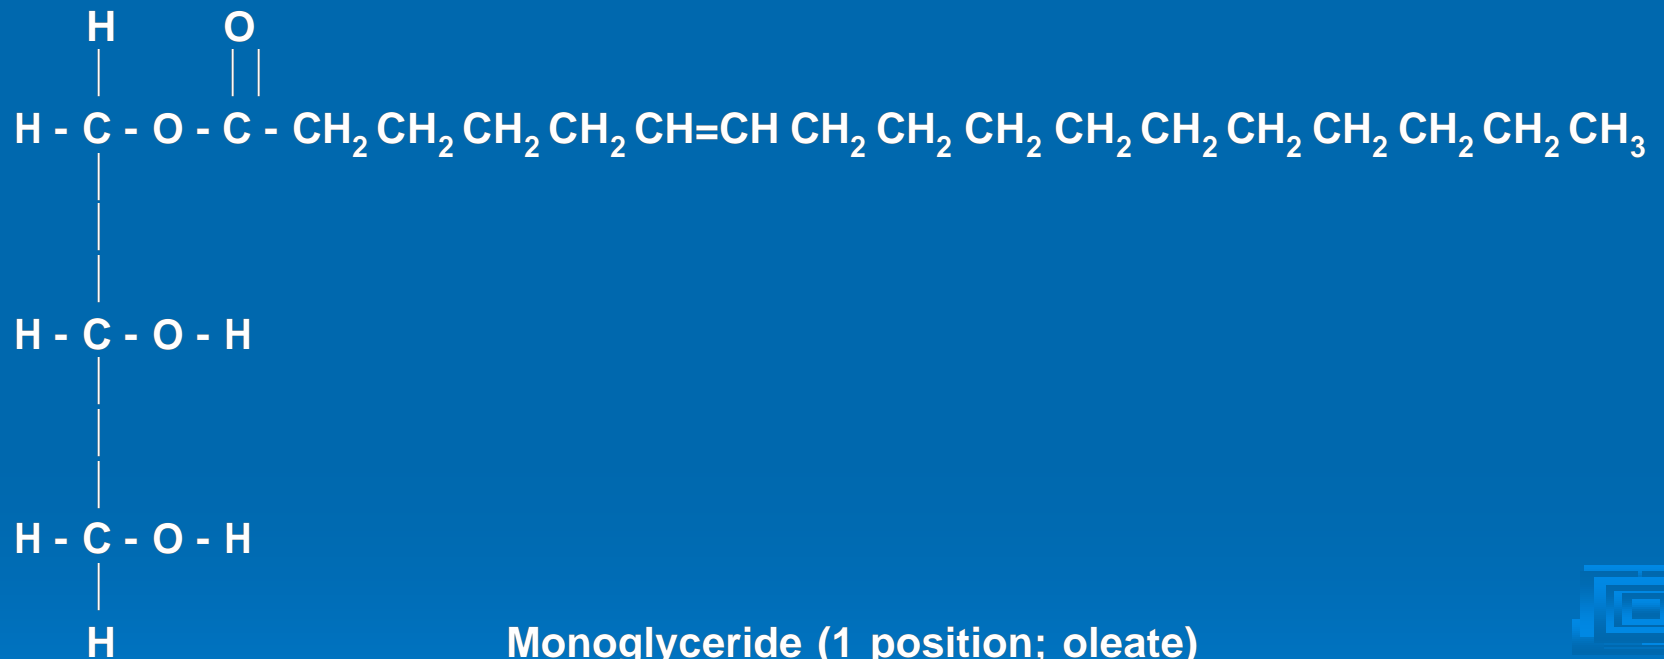 H O
H - C - O - C - CH₂ CH₂ CH₂ CH₂ CH=CH CH₂ CH₂ CH₂ CH₂ CH₂ CH₂ CH₂ CH₂ CH₂ CH₃
H - C - O - H
H - C - O - H
H Monoglyceride (1 position; oleate)